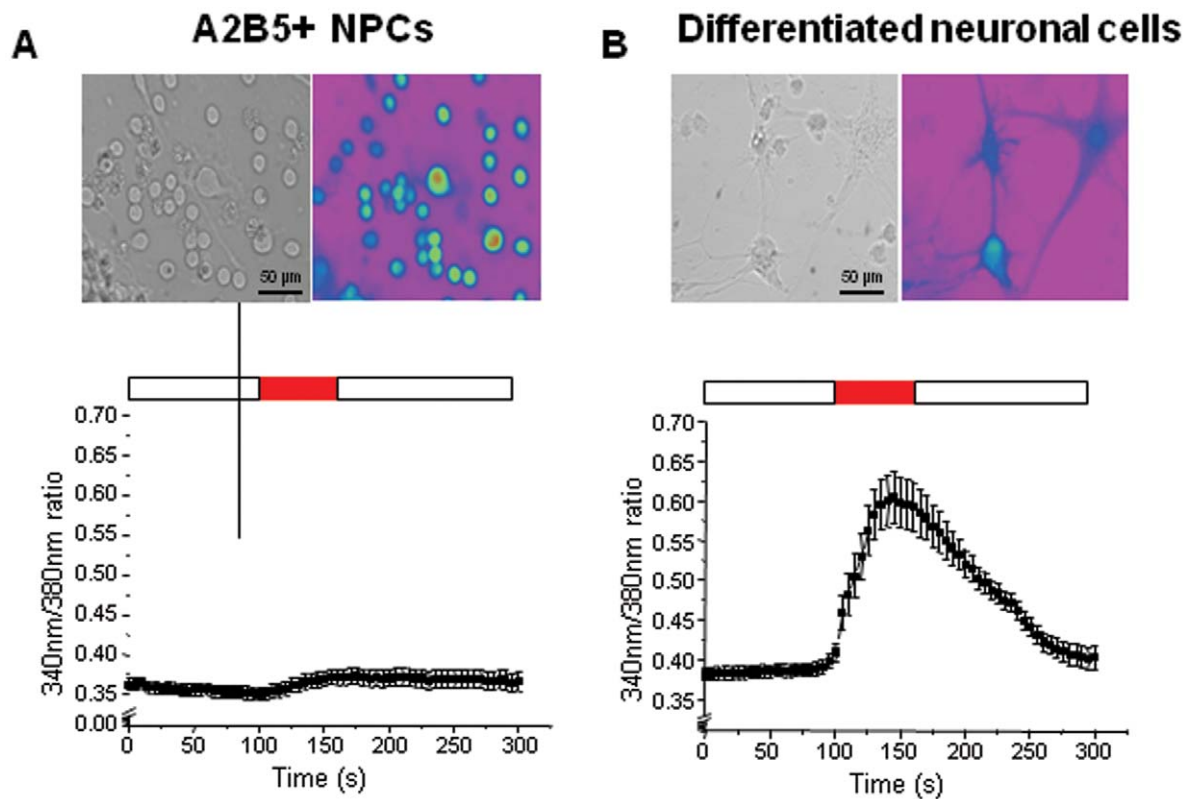 A
A2B5+ NPCs
50 µm
340nm/380nm ratio
0.70
0.65
0.60
0.55
0.50
0.45
0.40
0.35
0.00
0 50 100 150 200 250 300
Time (s)
B
Differentiated neuronal cells
50 µm
340nm/380nm ratio
0.70
0.65
0.60
0.55
0.50
0.45
0.40
0.35
0 50 100 150 200 250 300
Time (s)